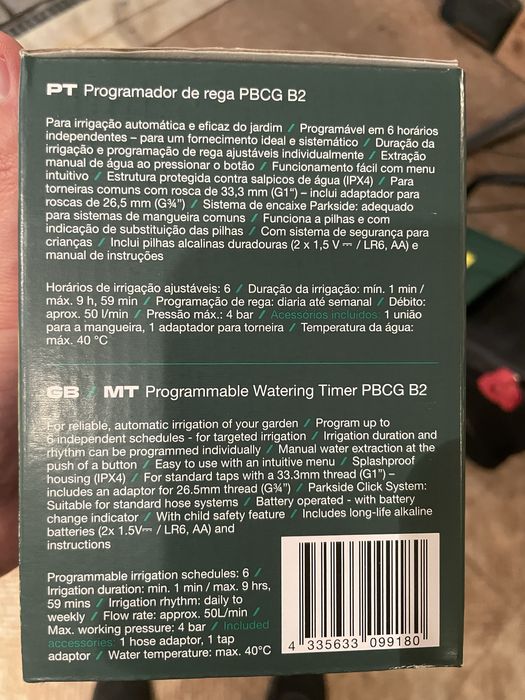 PT Programador de rega PBCG B2
Para irrigação automática e eficaz do jardim / Programável em 6 horários
independentes – para um fornecimento ideal e sistemático / Duração da
irrigação e programação de rega ajustáveis individualmente / Extração
manual de água ao pressionar o botão / Funcionamento fácil com menu
intuitivo / Estrutura protegida contra salpicos de água (IPX4) / Para
torneiras comuns com rosca de 33,3 mm (G1") – inclui adaptador para
roscas de 26,5 mm (G¾") / Sistema de encaixe Parkside: adequado
para sistemas de mangueira comuns / Funciona a pilhas e com
indicação de substituição das pilhas / Com sistema de segurança para
crianças / Inclui pilhas alcalinas duradouras (2 x 1,5 V ⎓ / LR6, AA) e
manual de instruções
Horários de irrigação ajustáveis: 6 / Duração da irrigação: mín. 1 min /
máx. 9 h, 59 min / Programação de rega: diaria até semanal / Débito:
aprox. 50 l/min / Pressão máx.: 4 bar / Acessórios incluídos: 1 união
para a mangueira, 1 adaptador para torneira / Temperatura da água:
máx. 40 °C
GB / MT Programmable Watering Timer PBCG B2
For reliable, automatic irrigation of your garden / Program up to
6 independent schedules - for targeted irrigation / Irrigation duration and
rhythm can be programmed individually / Manual water extraction at the
push of a button / Easy to use with an intuitive menu / Splashproof
housing (IPX4) / For standard taps with a 33.3mm thread (G1") –
includes an adaptor for 26.5mm thread (G¾") / Parkside Click System:
Suitable for standard hose systems / Battery operated - with battery
change indicator / With child safety feature / Includes long-life alkaline
batteries (2x 1.5V⎓ / LR6, AA) and
instructions
Programmable irrigation schedules: 6 /
Irrigation duration: min. 1 min / max. 9 hrs,
59 mins / Irrigation rhythm: daily to
weekly / Flow rate: approx. 50L/min /
Max. working pressure: 4 bar / Included
accessories: 1 hose adaptor, 1 tap
adaptor / Water temperature: max. 40°C
4 335633 099180